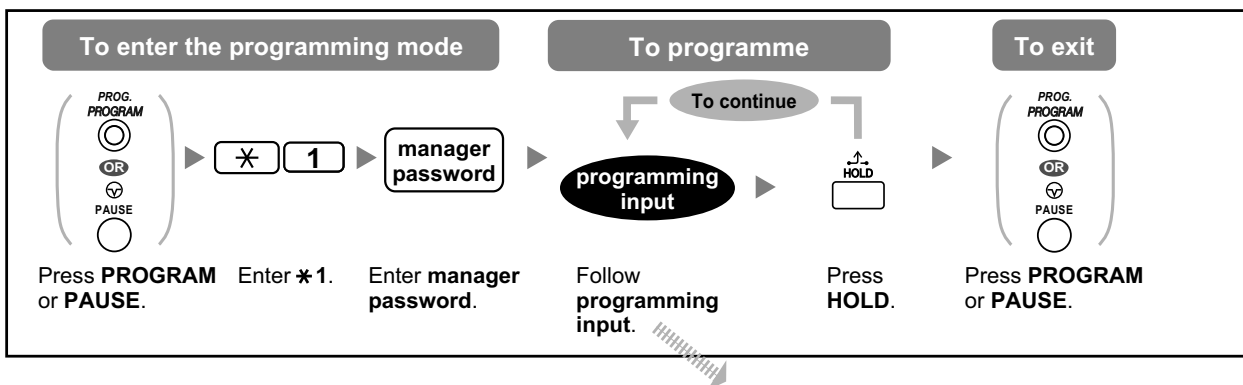 To enter the programming mode
To programme
To exit
To continue
PROG.
PROGRAM
OR
PAUSE
✳ 1
manager
password
programming
input
HOLD
PROG.
PROGRAM
OR
PAUSE
Press PROGRAM
or PAUSE.
Enter ✳1.
Enter manager
password.
Follow
programming
input.
Press
HOLD.
Press PROGRAM
or PAUSE.